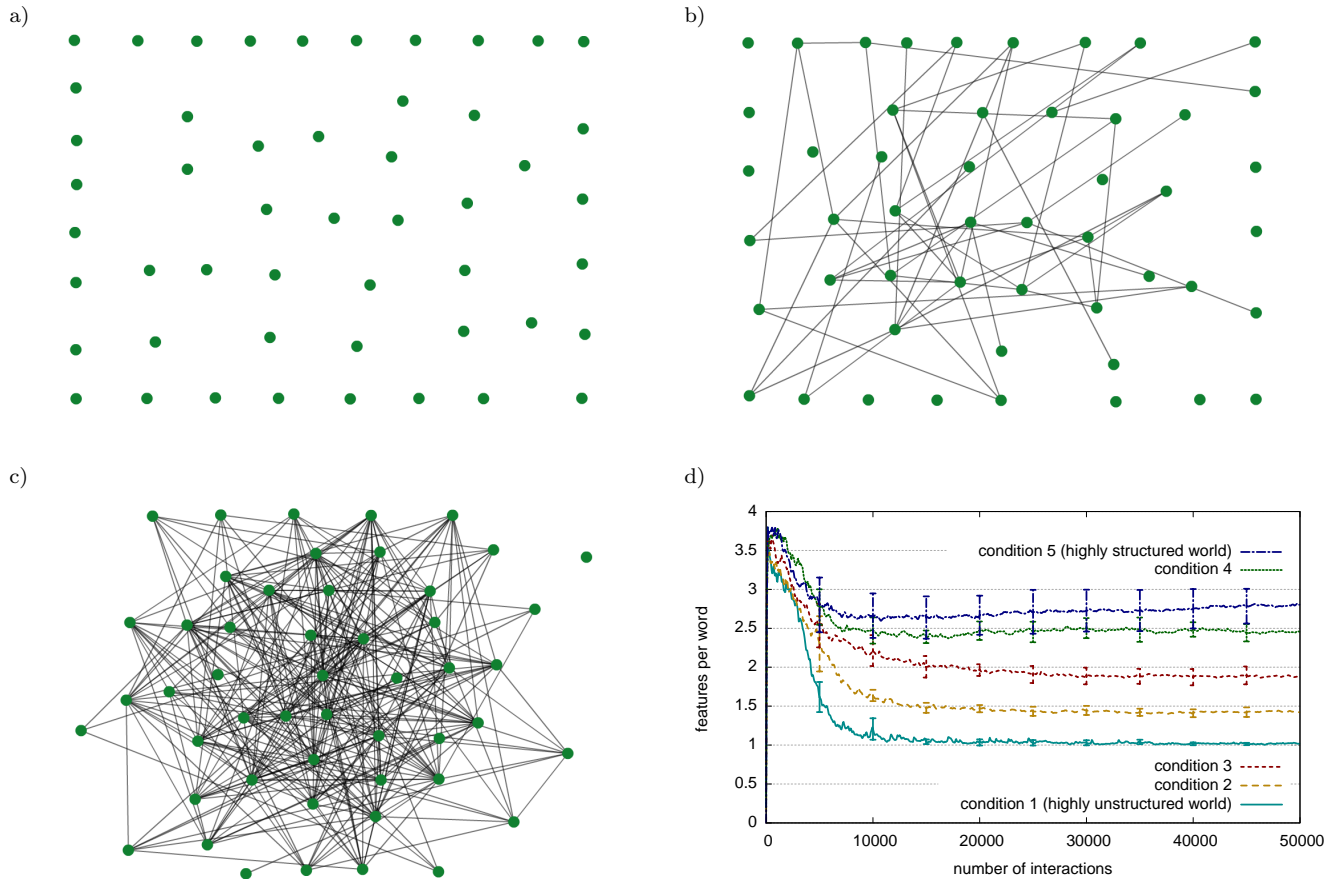 a)
b)
c)
d)
4
3.5
3
2.5
2
1.5
1
0.5
0
features per word
condition 5 (highly structured world)
condition 4
condition 3
condition 2
condition 1 (highly unstructured world)
0 10000 20000 30000 40000 50000
number of interactions